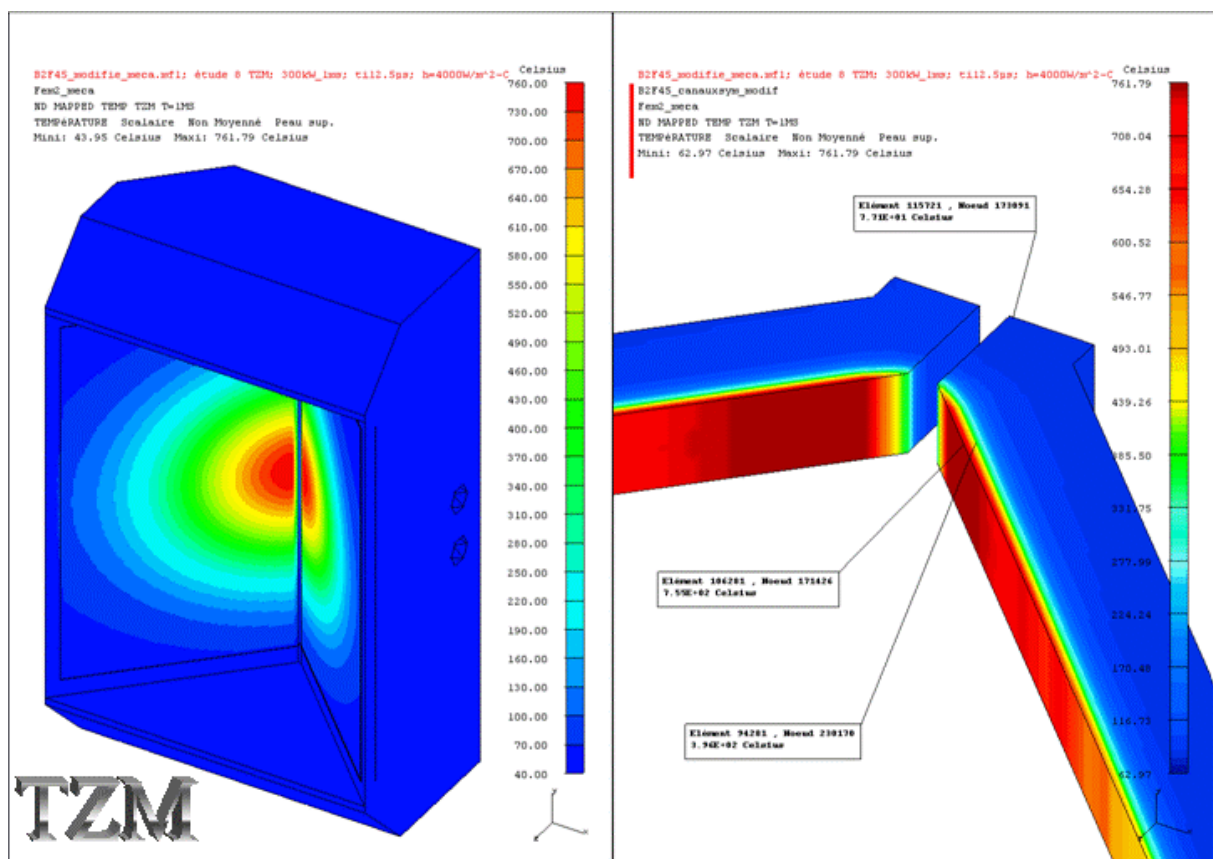 B2F4S_modifie_meca.mf1; étude 8 TZM; 300kW_1ms; ti12.5µs; h=4000W/m^2-C
Celsius
Fem2_meca
ND MAPPED TEMP TZM T=1MS
TEMPéRATURE Scalaire Non Moyenné Peau sup.
Mini: 43.95 Celsius Maxi: 761.79 Celsius
760.00
730.00
700.00
670.00
640.00
610.00
580.00
550.00
520.00
490.00
460.00
430.00
400.00
370.00
340.00
310.00
280.00
250.00
220.00
190.00
160.00
130.00
100.00
70.00
40.00
TZM
B2F4S_modifie_meca.mf1; étude 8 TZM; 300kW_1ms; ti12.5µs; h=4000W/m^2-C
Celsius
B2F4S_canauxsym_modif
Fem2_meca
ND MAPPED TEMP TZM T=1MS
TEMPéRATURE Scalaire Non Moyenné Peau sup.
Mini: 62.97 Celsius Maxi: 761.79 Celsius
761.79
708.04
654.28
600.52
546.77
493.01
439.26
385.50
331.75
277.99
224.24
170.48
116.73
62.97
Elément 115721 , Noeud 173091
7.71E+01 Celsius
Elément 106281 , Noeud 171426
7.55E+02 Celsius
Elément 94281 , Noeud 230170
3.96E+02 Celsius